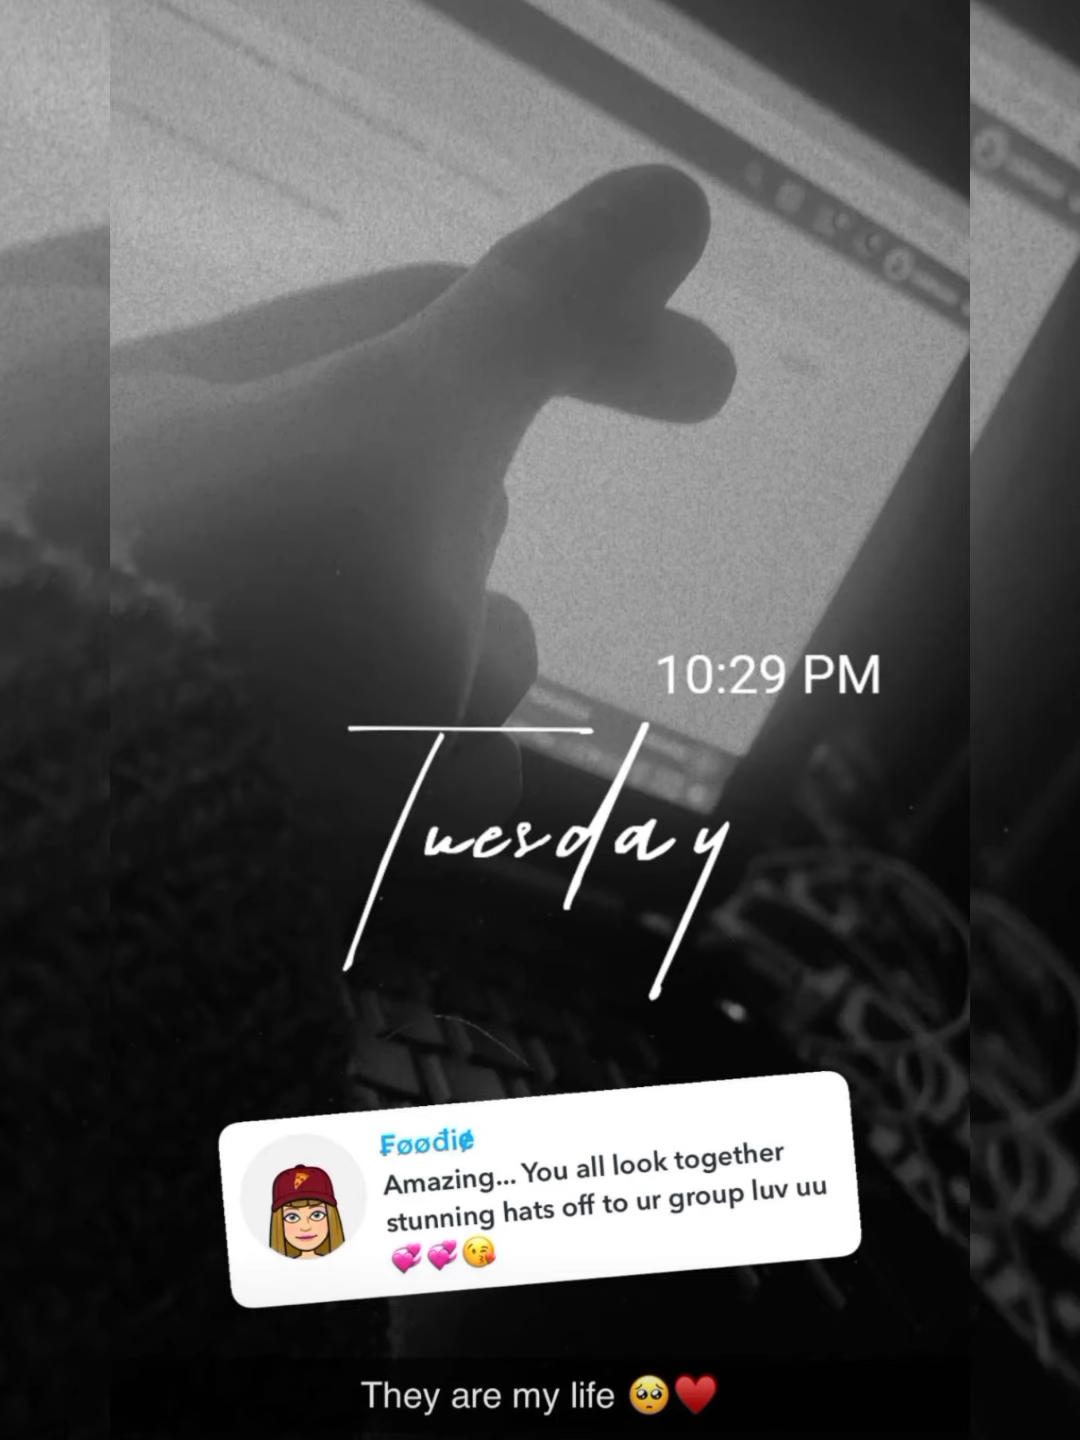 10:29 PM
Tuesday
Føøđiȼ
Amazing... You all look together
stunning hats off to ur group luv uu
💞💞😘
They are my life 🥺♥️